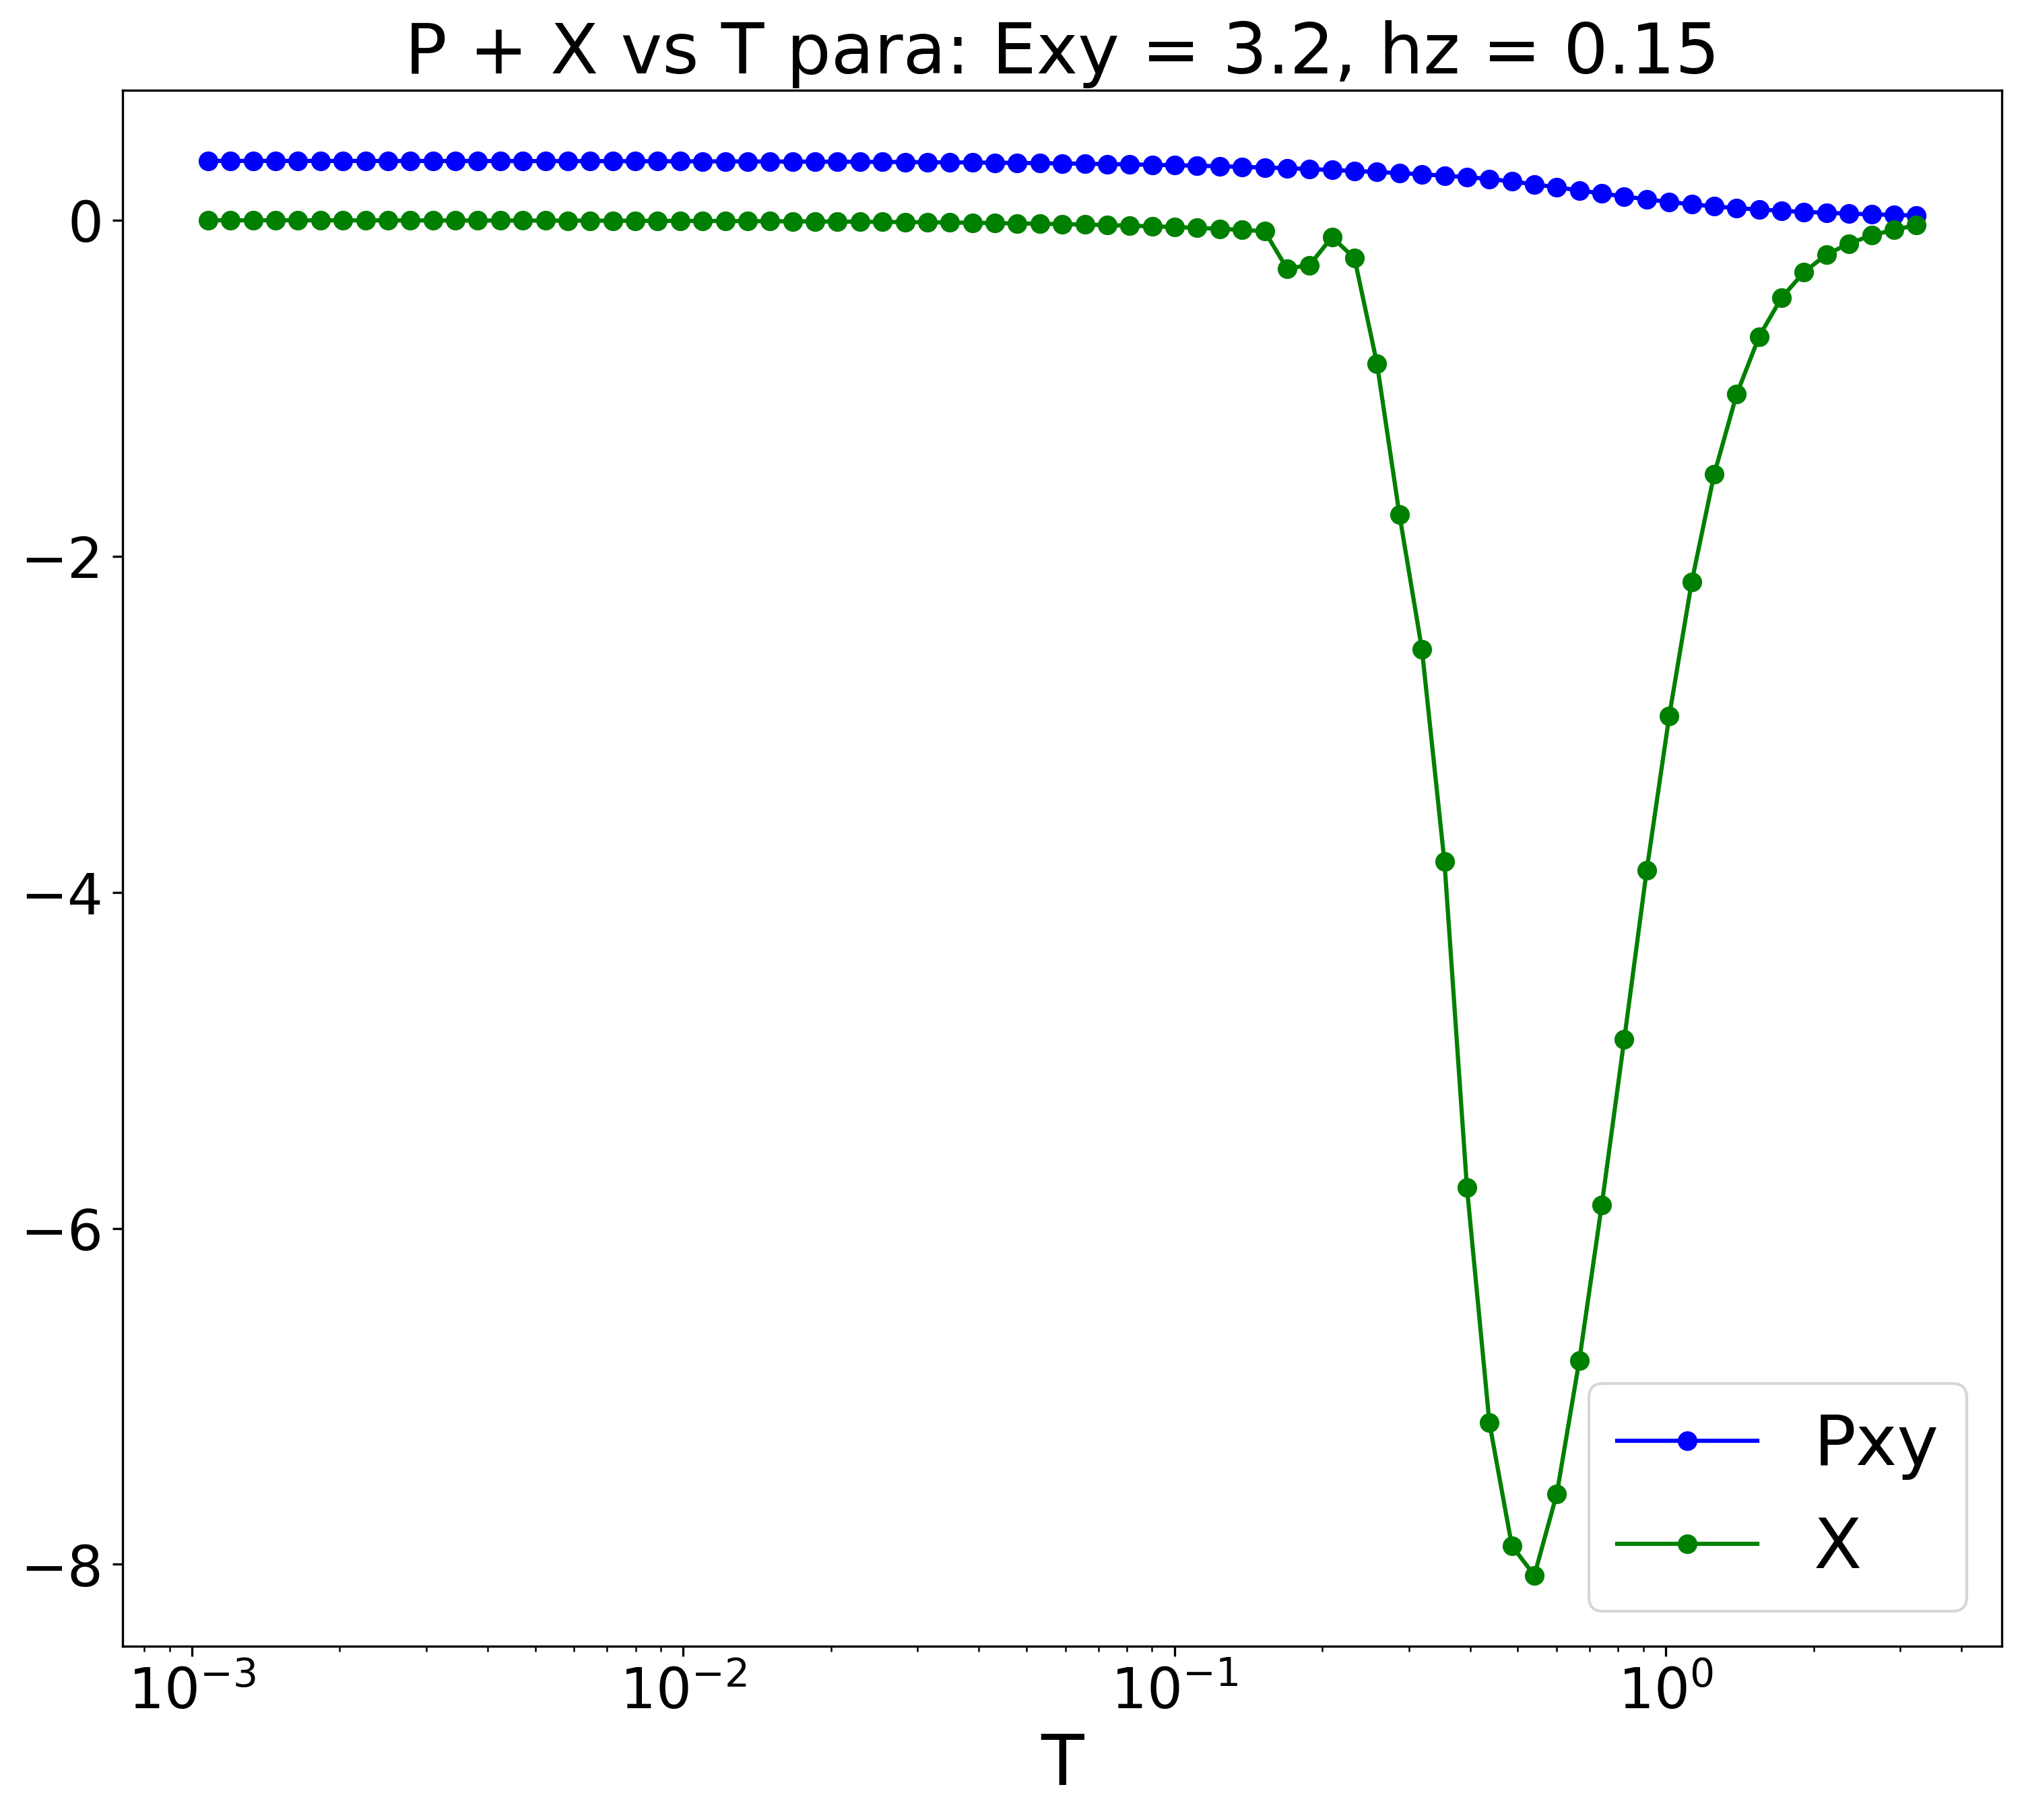 P + X vs T para: Exy = 3.2, hz = 0.15
0
−2
−4
−6
−8
Pxy
X
10⁻³ 10⁻² 10⁻¹ 10⁰
T